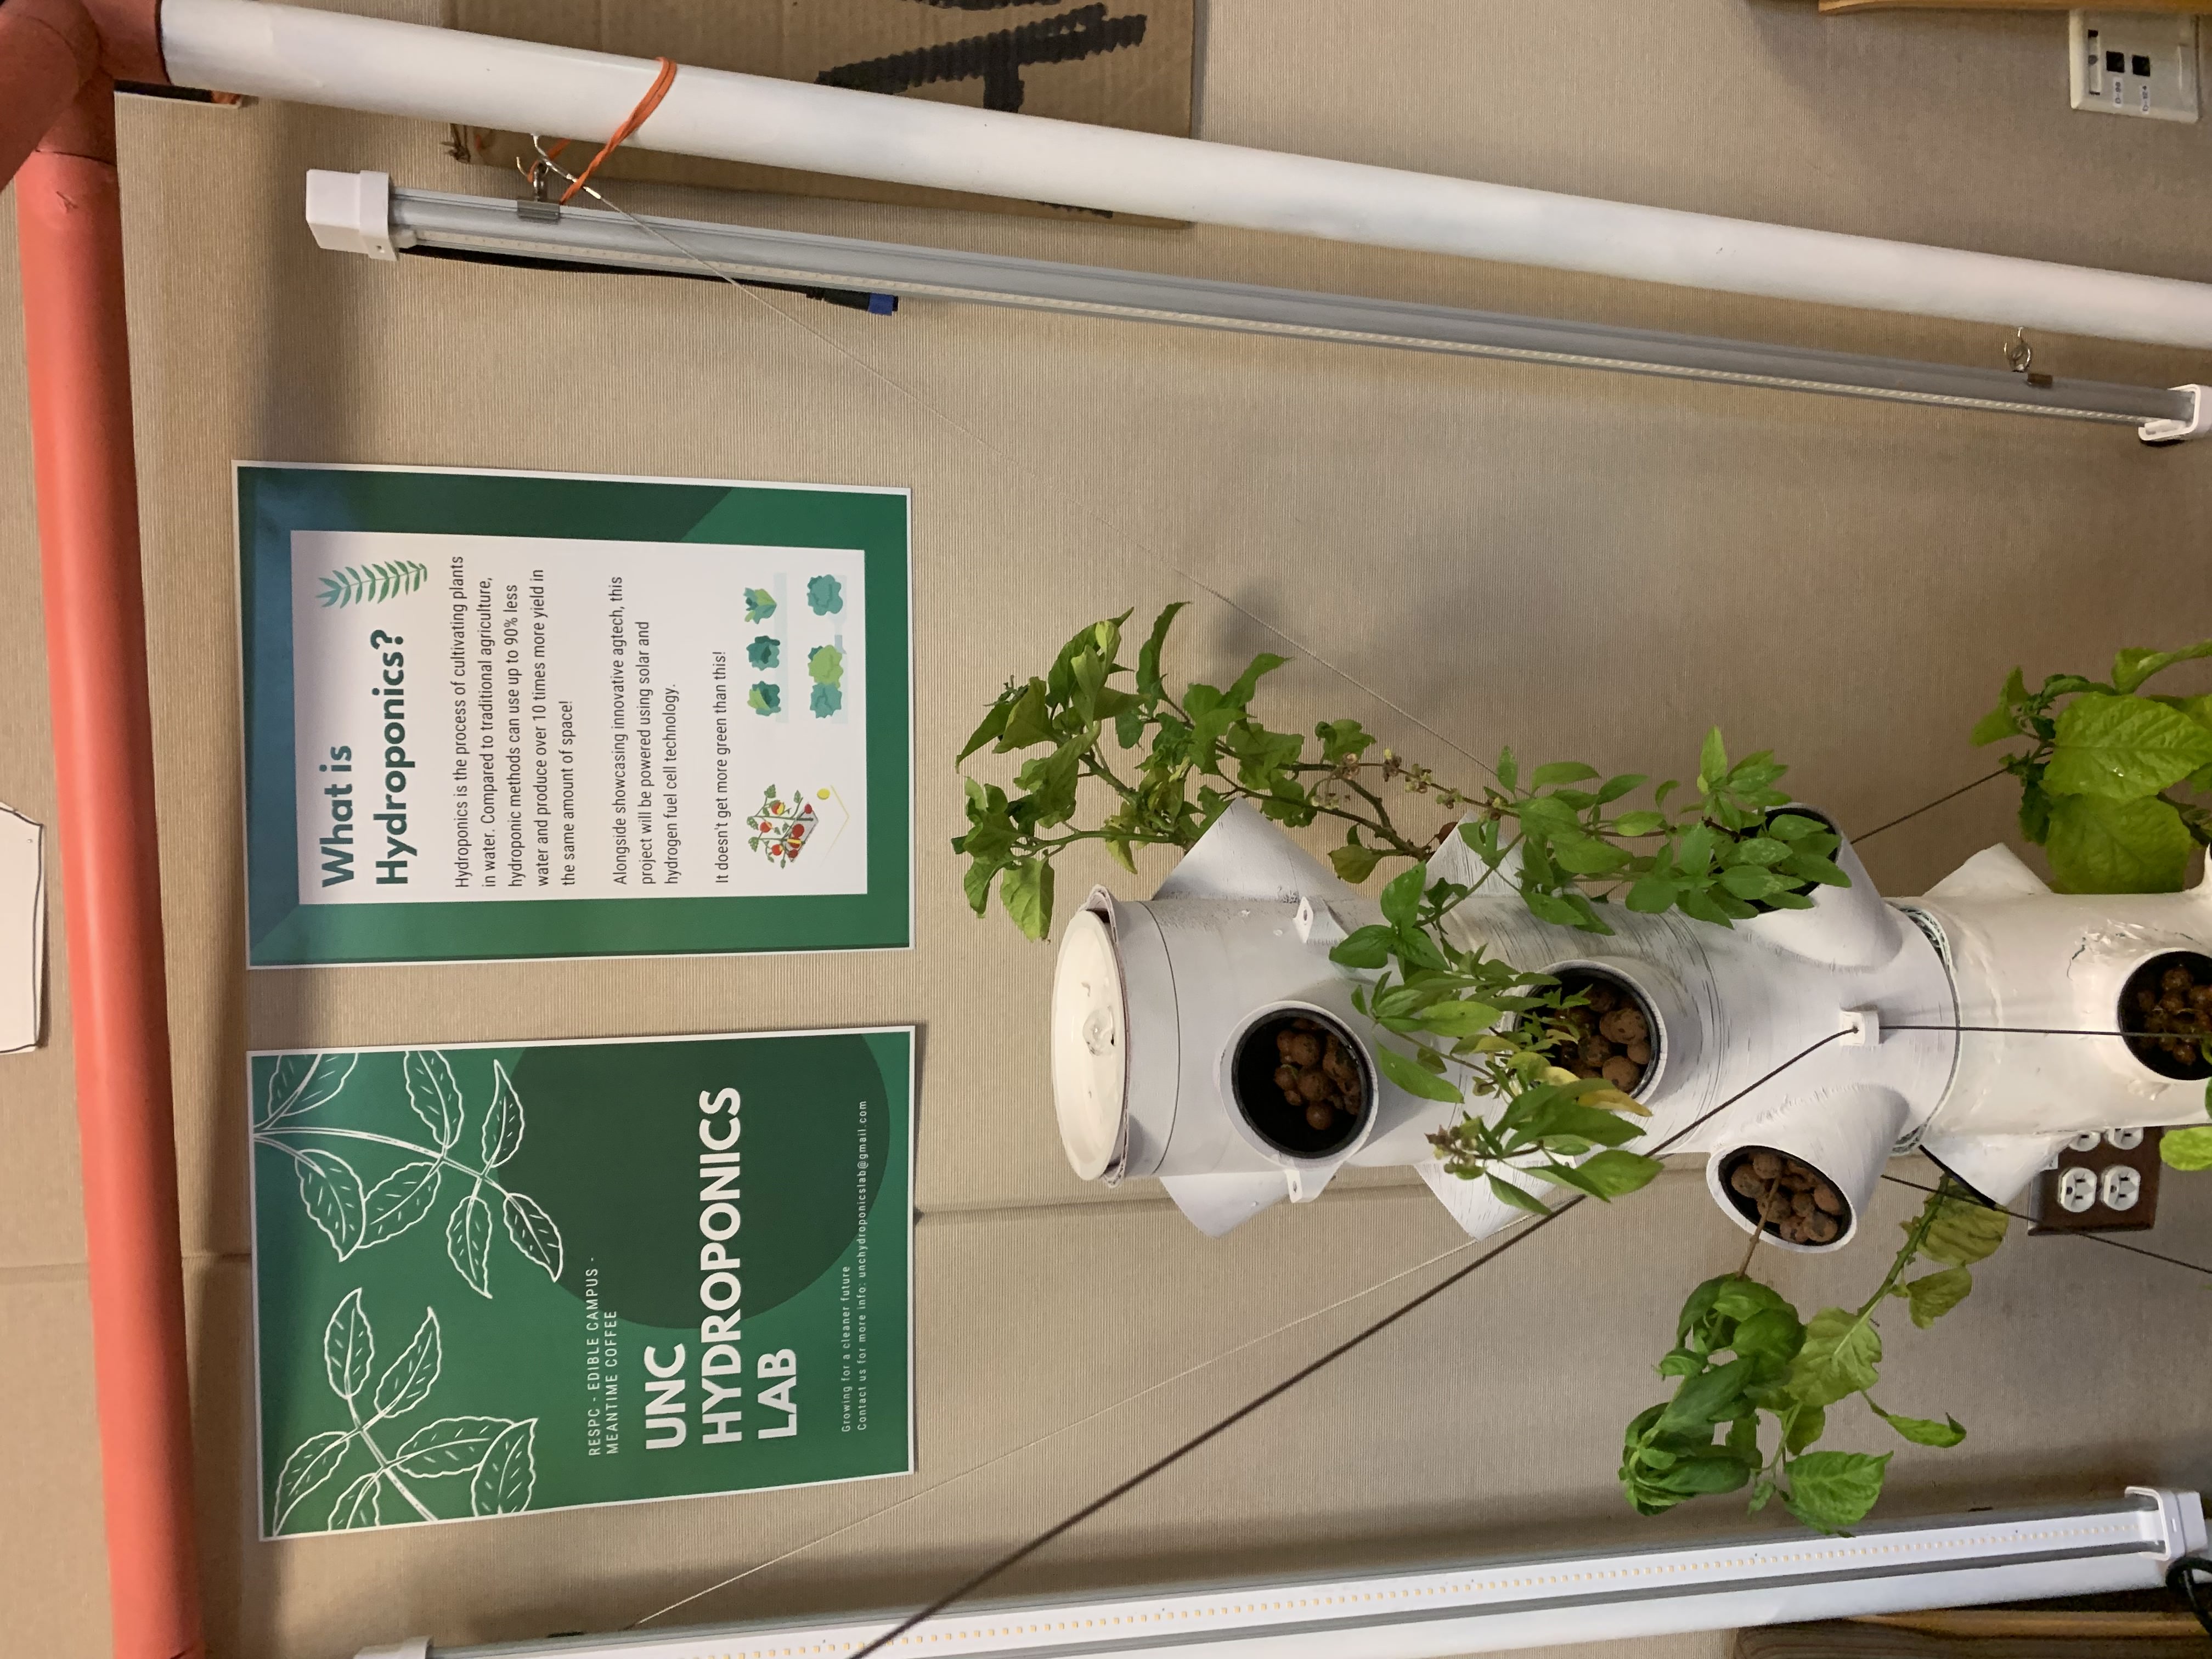 RESPC - EDIBLE CAMPUS -
MEANTIME COFFEE
UNC
HYDROPONICS
LAB
Growing for a cleaner future
Contact us for more info: unchydroponicslab@gmail.com
What is
Hydroponics?
Hydroponics is the process of cultivating plants
in water. Compared to traditional agriculture,
hydroponic methods can use up to 90% less
water and produce over 10 times more yield in
the same amount of space!
Alongside showcasing innovative agtech, this
project will be powered using solar and
hydrogen fuel cell technology.
It doesn't get more green than this!
A